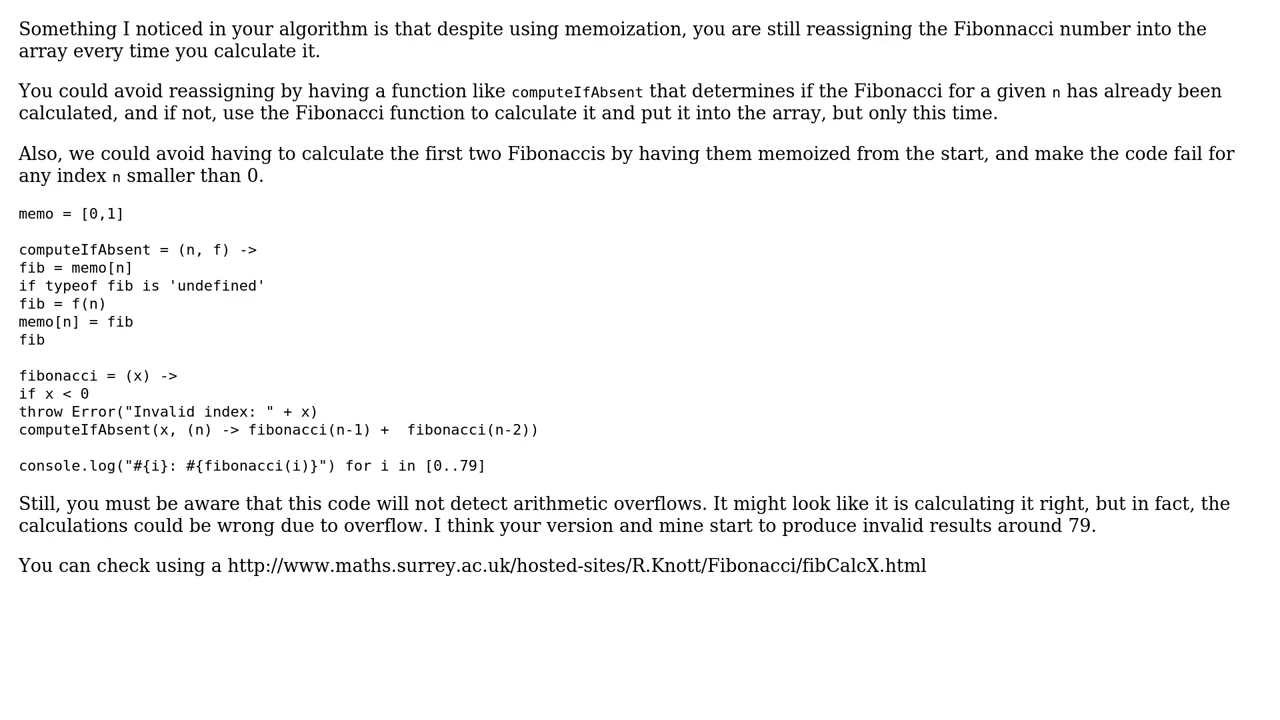 Something I noticed in your algorithm is that despite using memoization, you are still reassigning the Fibonnacci number into the
array every time you calculate it.
You could avoid reassigning by having a function like computeIfAbsent that determines if the Fibonacci for a given n has already been
calculated, and if not, use the Fibonacci function to calculate it and put it into the array, but only this time.
Also, we could avoid having to calculate the first two Fibonaccis by having them memoized from the start, and make the code fail for
any index n smaller than 0.
memo = [0,1]
computeIfAbsent = (n, f) ->
fib = memo[n]
if typeof fib is 'undefined'
fib = f(n)
memo[n] = fib
fib
fibonacci = (x) ->
if x < 0
throw Error("Invalid index: " + x)
computeIfAbsent(x, (n) -> fibonacci(n-1) +  fibonacci(n-2))
console.log("#{i}: #{fibonacci(i)}") for i in [0..79]
Still, you must be aware that this code will not detect arithmetic overflows. It might look like it is calculating it right, but in fact, the
calculations could be wrong due to overflow. I think your version and mine start to produce invalid results around 79.
You can check using a http://www.maths.surrey.ac.uk/hosted-sites/R.Knott/Fibonacci/fibCalcX.html